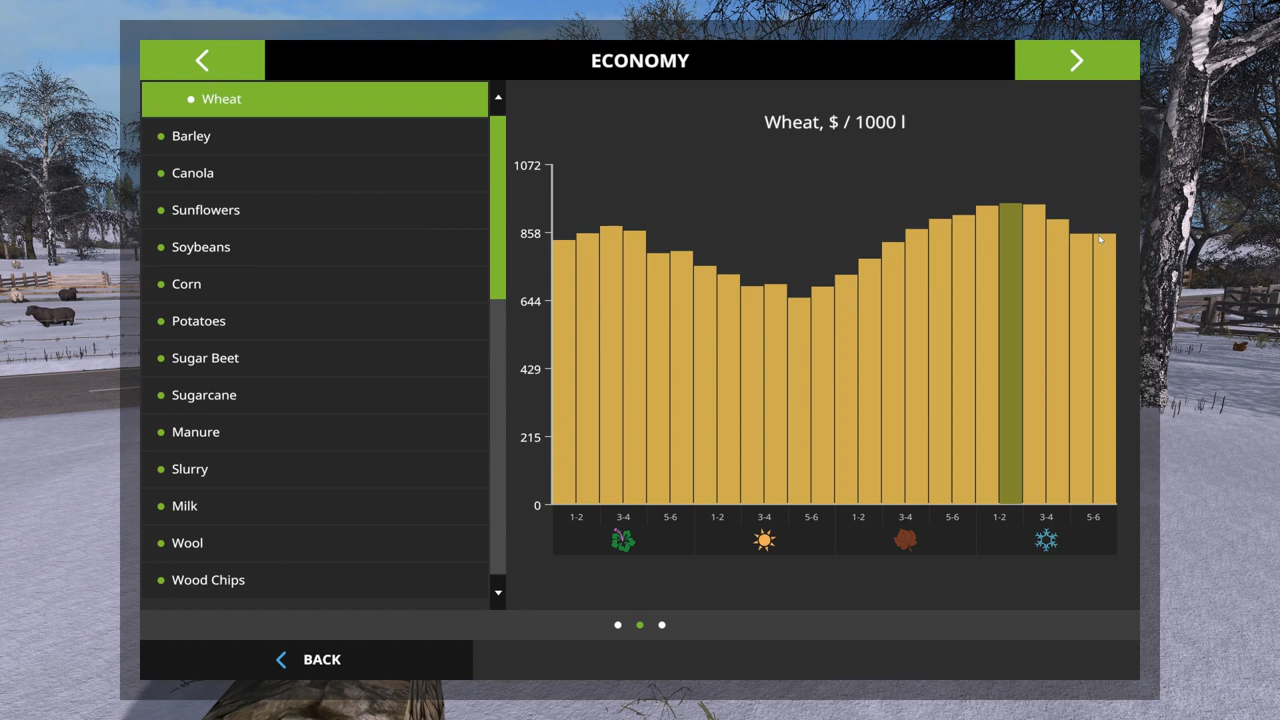 ECONOMY
Wheat
Barley
Canola
Sunflowers
Soybeans
Corn
Potatoes
Sugar Beet
Sugarcane
Manure
Slurry
Milk
Wool
Wood Chips
Wheat, $ / 1000 l
1072
858
644
429
215
0
1-2 3-4 5-6 1-2 3-4 5-6 1-2 3-4 5-6 1-2 3-4 5-6
BACK